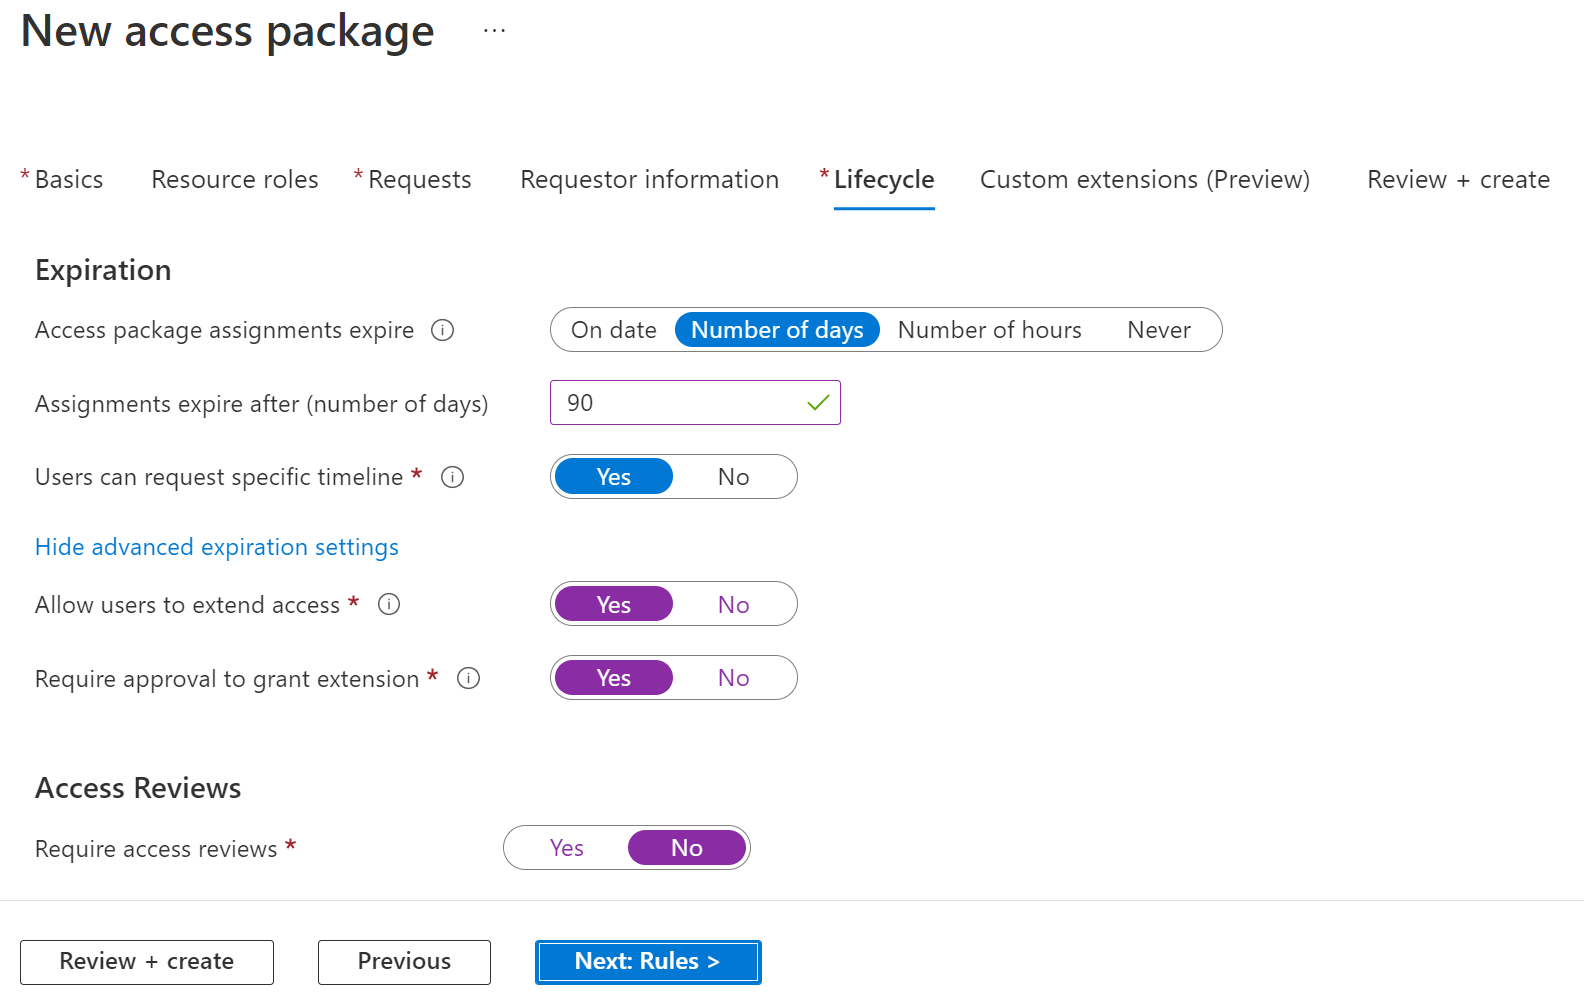 New access package ...
* Basics Resource roles * Requests Requestor information * Lifecycle Custom extensions (Preview) Review + create
Expiration
Access package assignments expire i On date Number of days Number of hours Never
Assignments expire after (number of days) 90
Users can request specific timeline * i Yes No
Hide advanced expiration settings
Allow users to extend access * i Yes No
Require approval to grant extension * i Yes No
Access Reviews
Require access reviews * Yes No
Review + create Previous Next: Rules >